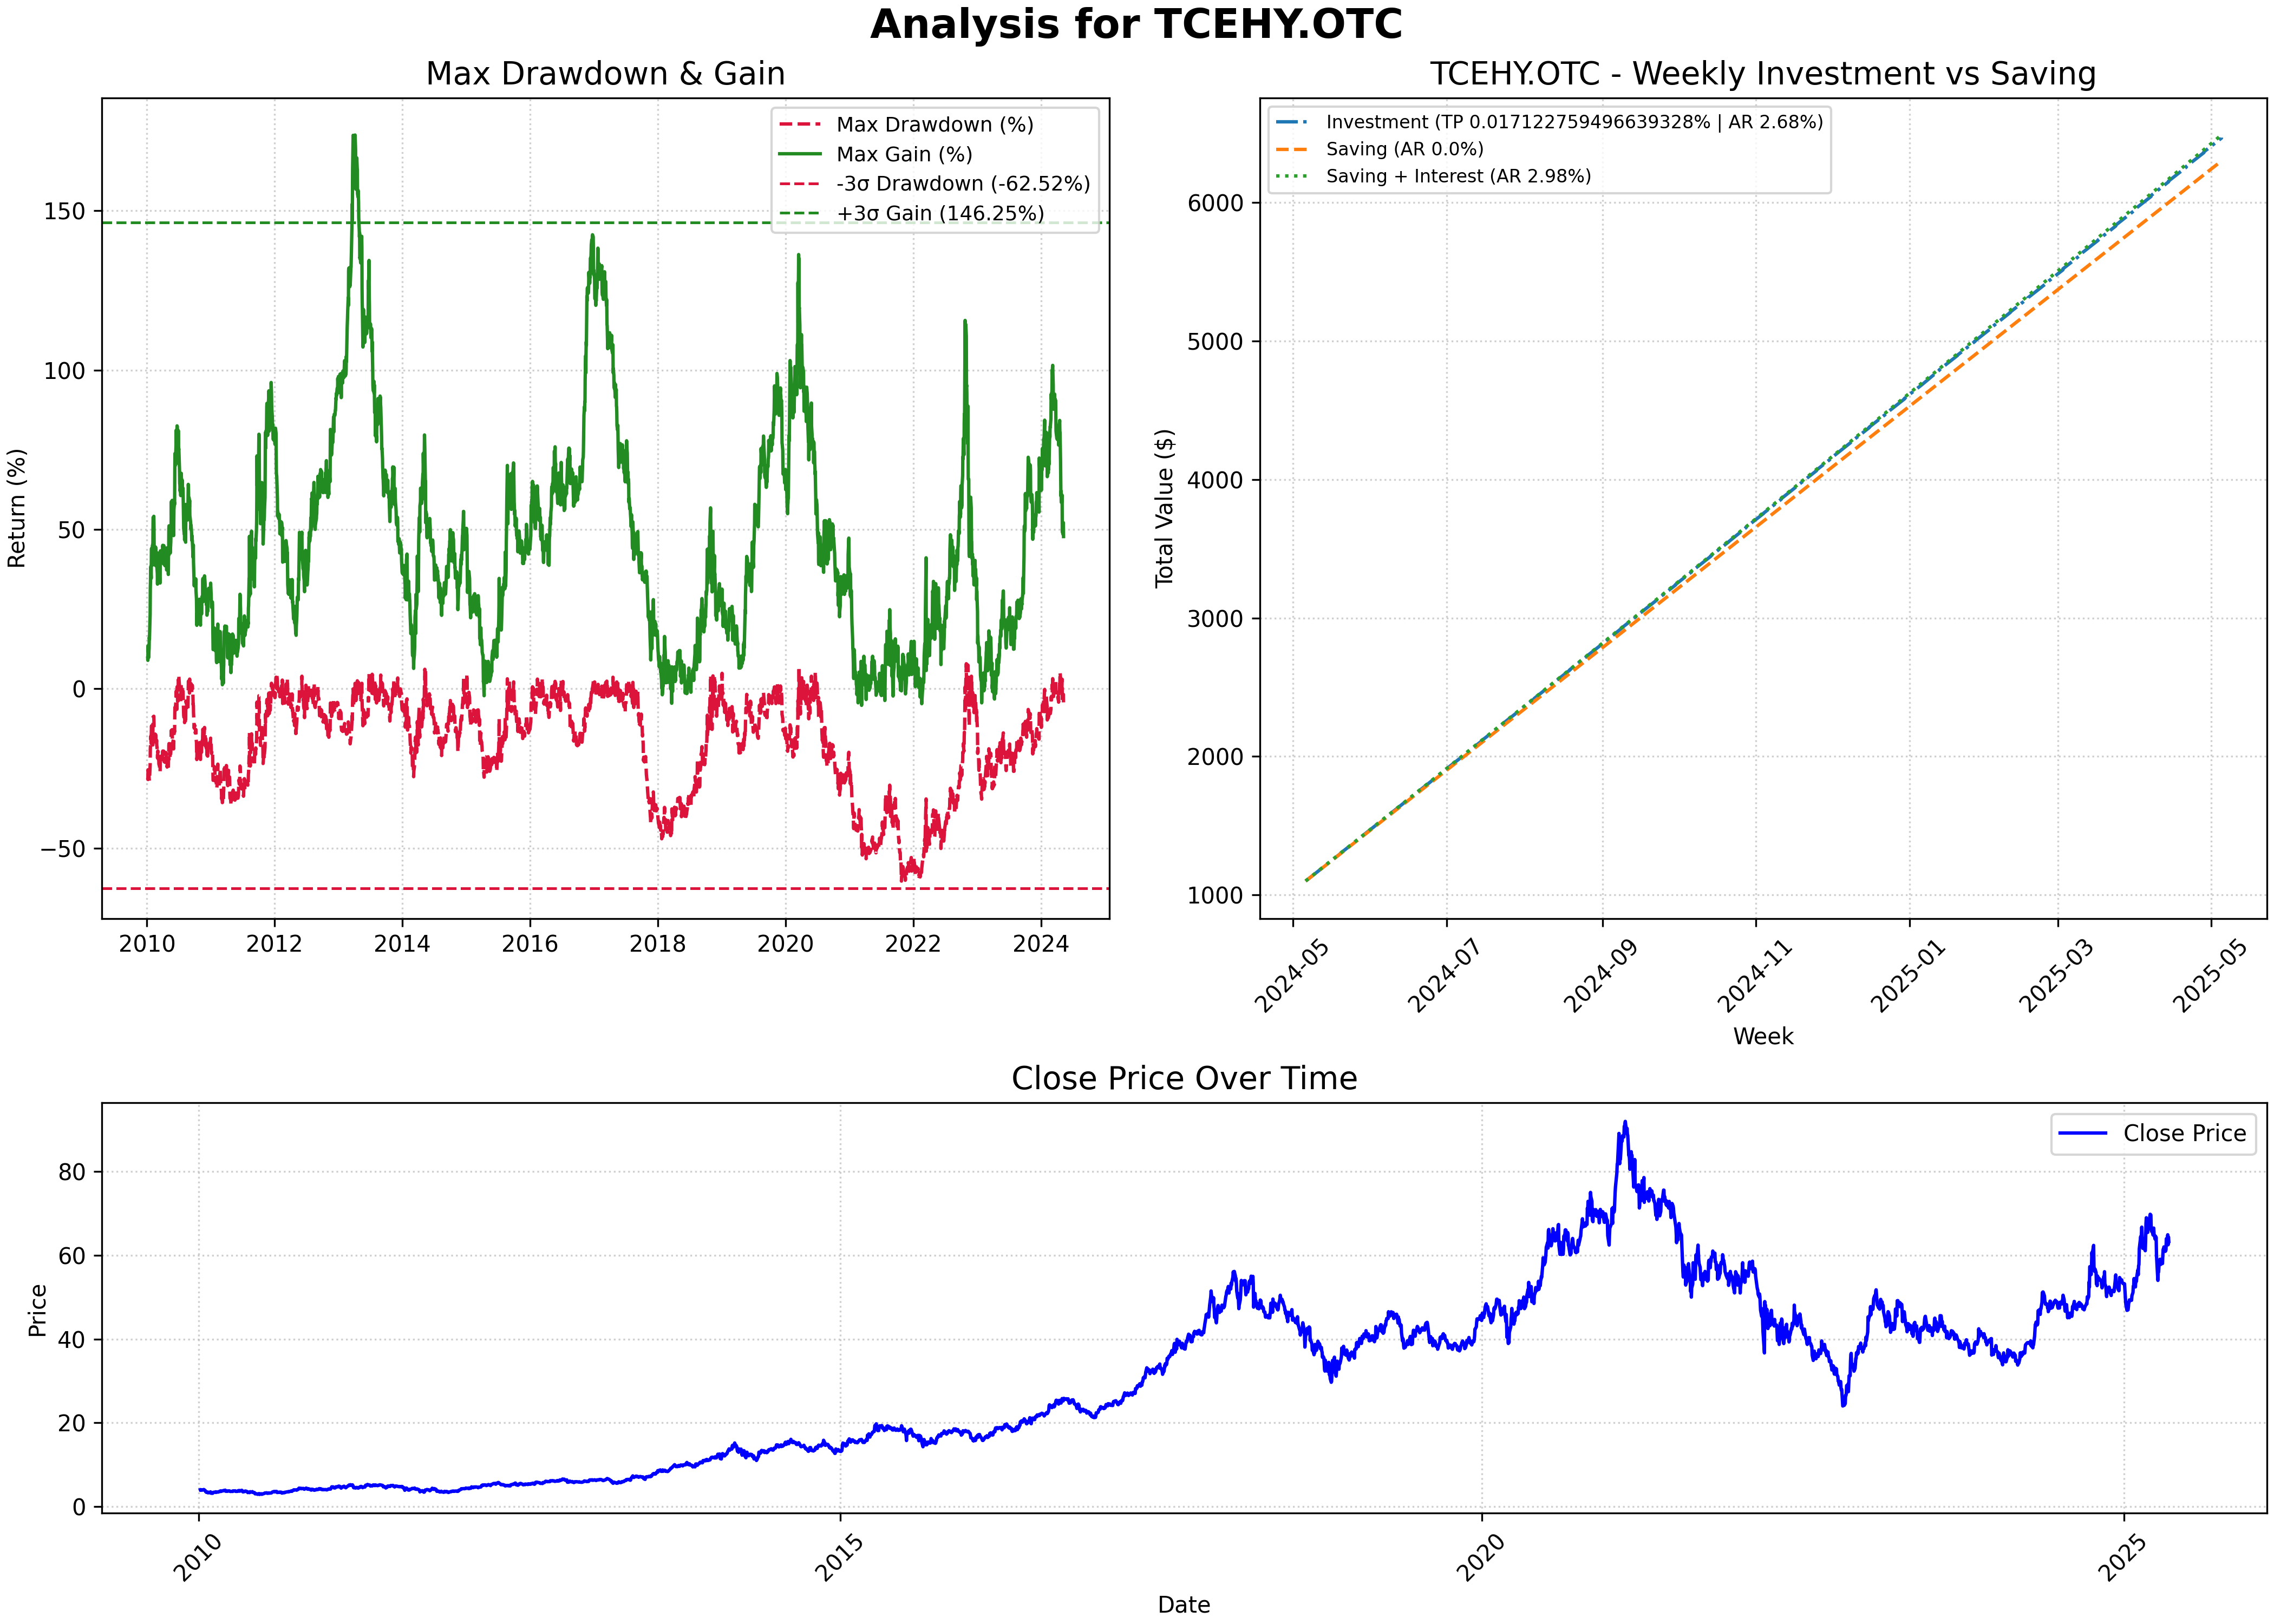 Analysis for TCEHY.OTC
Max Drawdown & Gain
Return (%)
150
100
50
0
−50
2010
2012
2014
2016
2018
2020
2022
2024
Max Drawdown (%)
Max Gain (%)
-3σ Drawdown (-62.52%)
+3σ Gain (146.25%)
TCEHY.OTC - Weekly Investment vs Saving
Total Value ($)
6000
5000
4000
3000
2000
1000
2024-05
2024-07
2024-09
2024-11
2025-01
2025-03
2025-05
Week
Investment (TP 0.017122759496639328% | AR 2.68%)
Saving (AR 0.0%)
Saving + Interest (AR 2.98%)
Close Price Over Time
Price
80
60
40
20
0
2010
2015
2020
2025
Date
Close Price